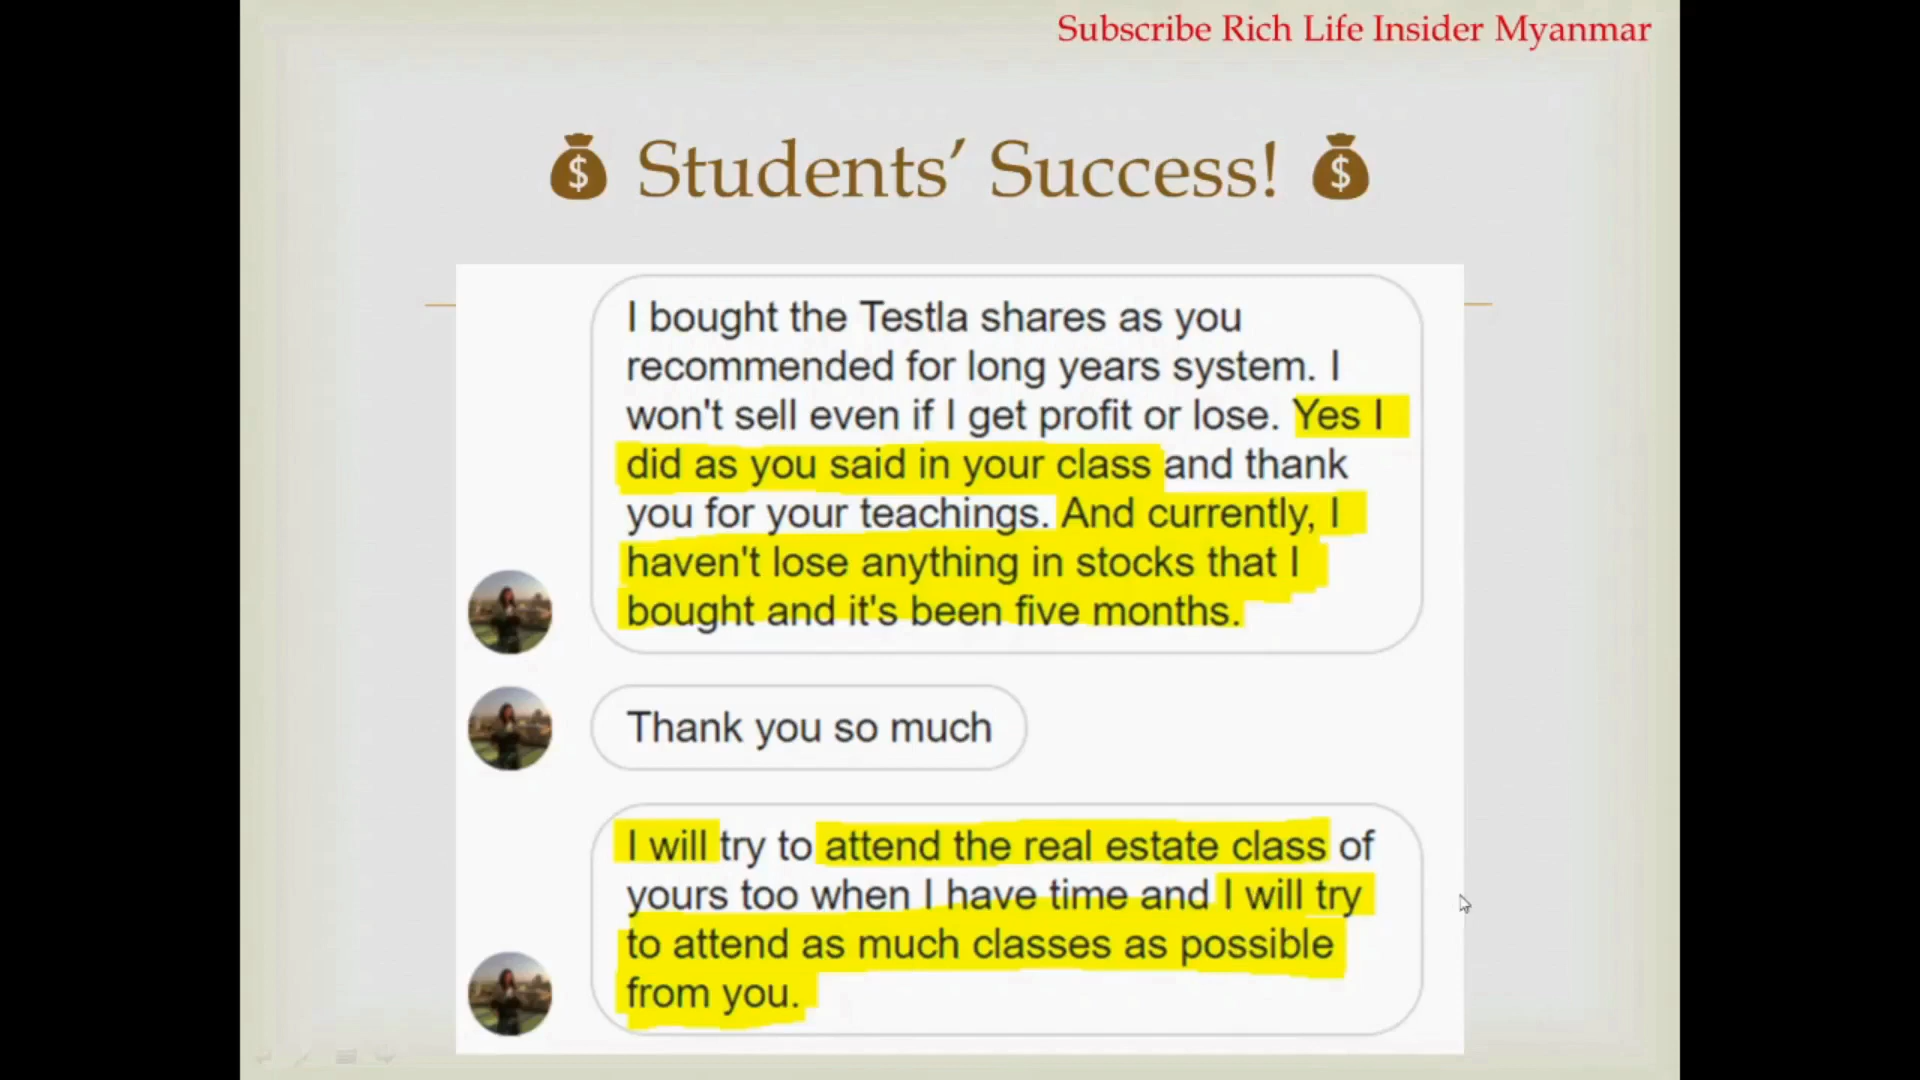 Subscribe Rich Life Insider Myanmar
Students’ Success!
I bought the Testla shares as you
recommended for long years system. I
won't sell even if I get profit or lose. Yes I
did as you said in your class and thank
you for your teachings. And currently, I
haven't lose anything in stocks that I
bought and it's been five months.
Thank you so much
I will try to attend the real estate class of
yours too when I have time and I will try
to attend as much classes as possible
from you.